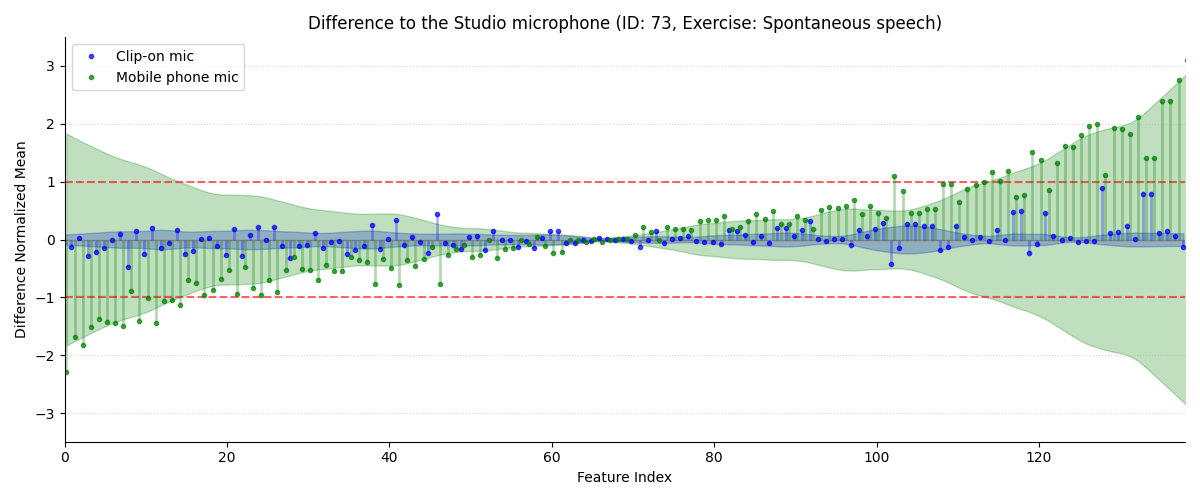 Difference to the Studio microphone (ID: 73, Exercise: Spontaneous speech)
Clip-on mic
Mobile phone mic
Difference Normalized Mean
3
2
1
0
−1
−2
−3
0 20 40 60 80 100 120
Feature Index